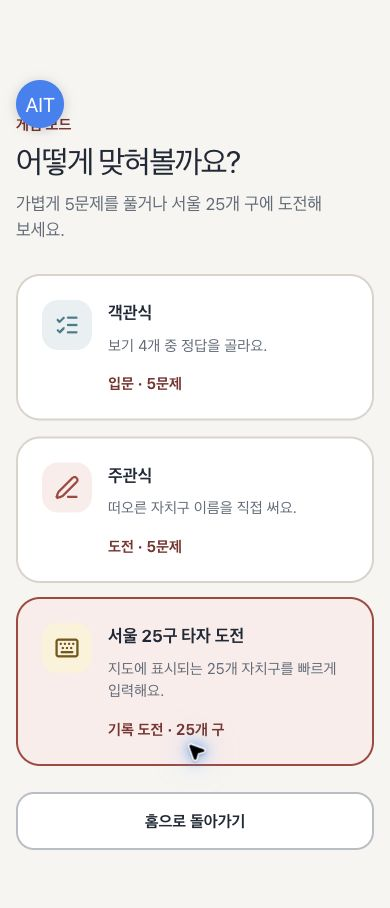 AIT
게임 모드
어떻게 맞혀볼까요?
가볍게 5문제를 풀거나 서울 25개 구에 도전해
보세요.
객관식
보기 4개 중 정답을 골라요.
입문 · 5문제
주관식
떠오른 자치구 이름을 직접 써요.
도전 · 5문제
서울 25구 타자 도전
지도에 표시되는 25개 자치구를 빠르게
입력해요.
기록 도전 · 25개 구
홈으로 돌아가기